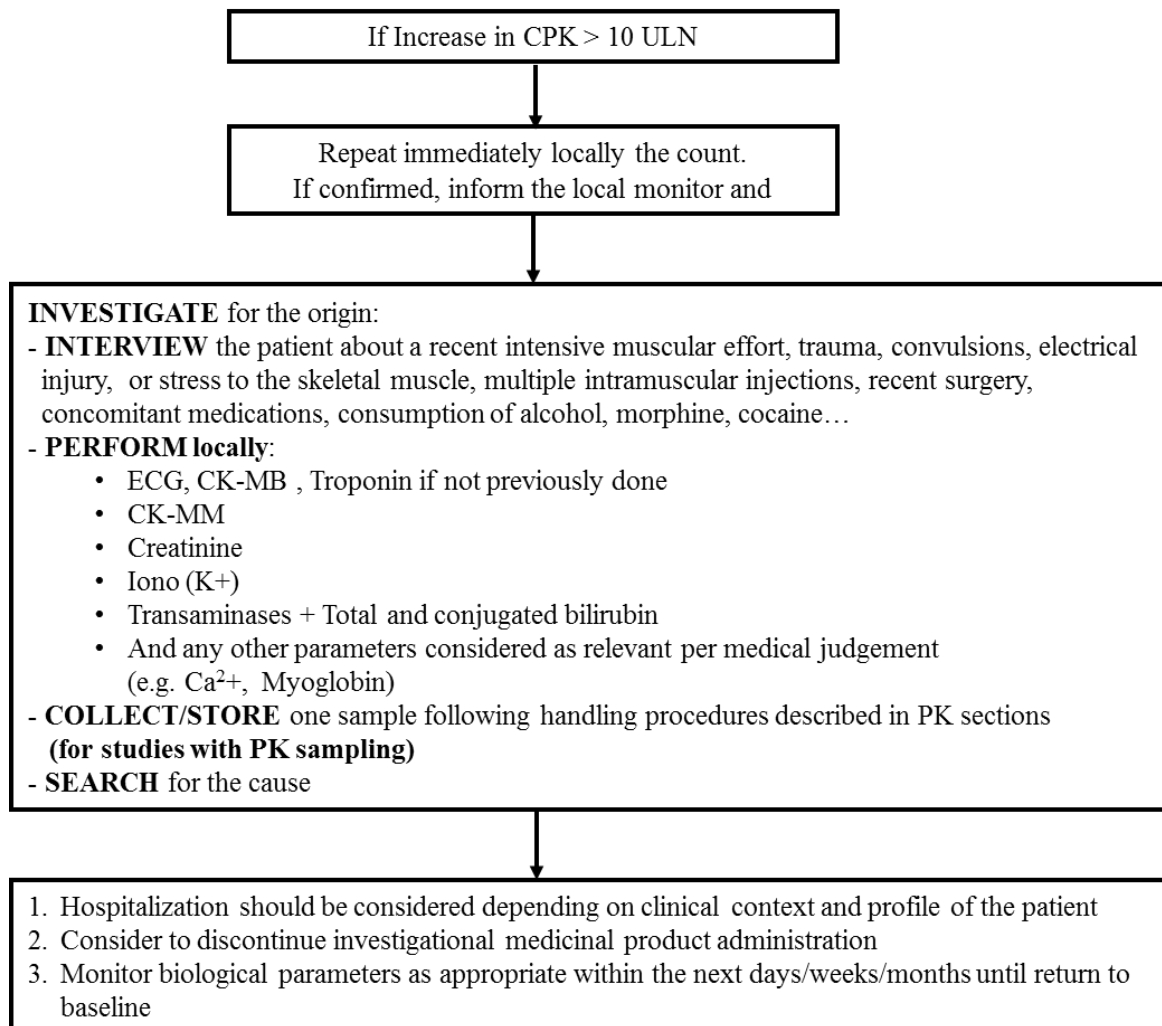 If Increase in CPK > 10 ULN
Repeat immediately locally the count.
If confirmed, inform the local monitor and
INVESTIGATE for the origin:
- INTERVIEW the patient about a recent intensive muscular effort, trauma, convulsions, electrical
injury, or stress to the skeletal muscle, multiple intramuscular injections, recent surgery,
concomitant medications, consumption of alcohol, morphine, cocaine…
- PERFORM locally:
• ECG, CK-MB , Troponin if not previously done
• CK-MM
• Creatinine
• Iono (K+)
• Transaminases + Total and conjugated bilirubin
• And any other parameters considered as relevant per medical judgement
(e.g. Ca²+, Myoglobin)
- COLLECT/STORE one sample following handling procedures described in PK sections
(for studies with PK sampling)
- SEARCH for the cause
1. Hospitalization should be considered depending on clinical context and profile of the patient
2. Consider to discontinue investigational medicinal product administration
3. Monitor biological parameters as appropriate within the next days/weeks/months until return to
baseline